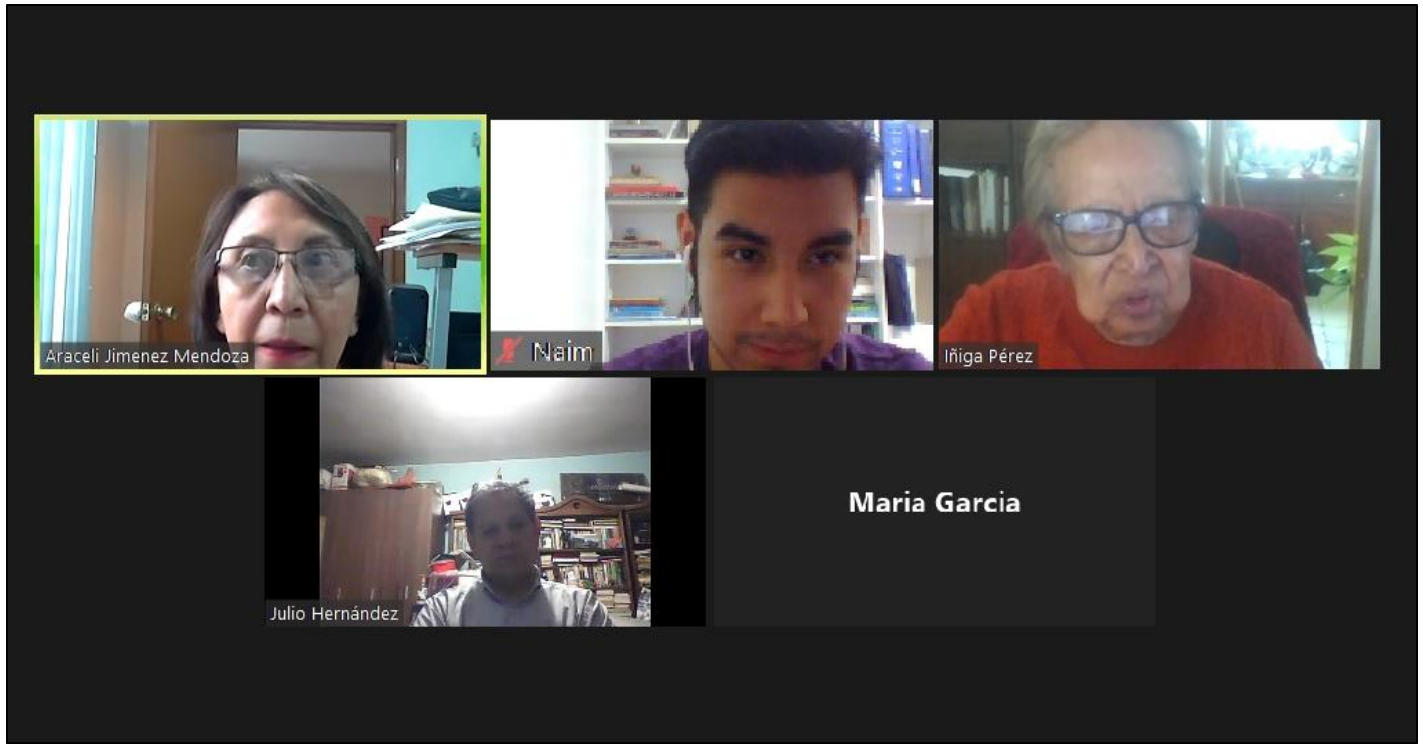 Araceli Jimenez Mendoza
Naim
Iñiga Pérez
Julio Hernández
Maria Garcia